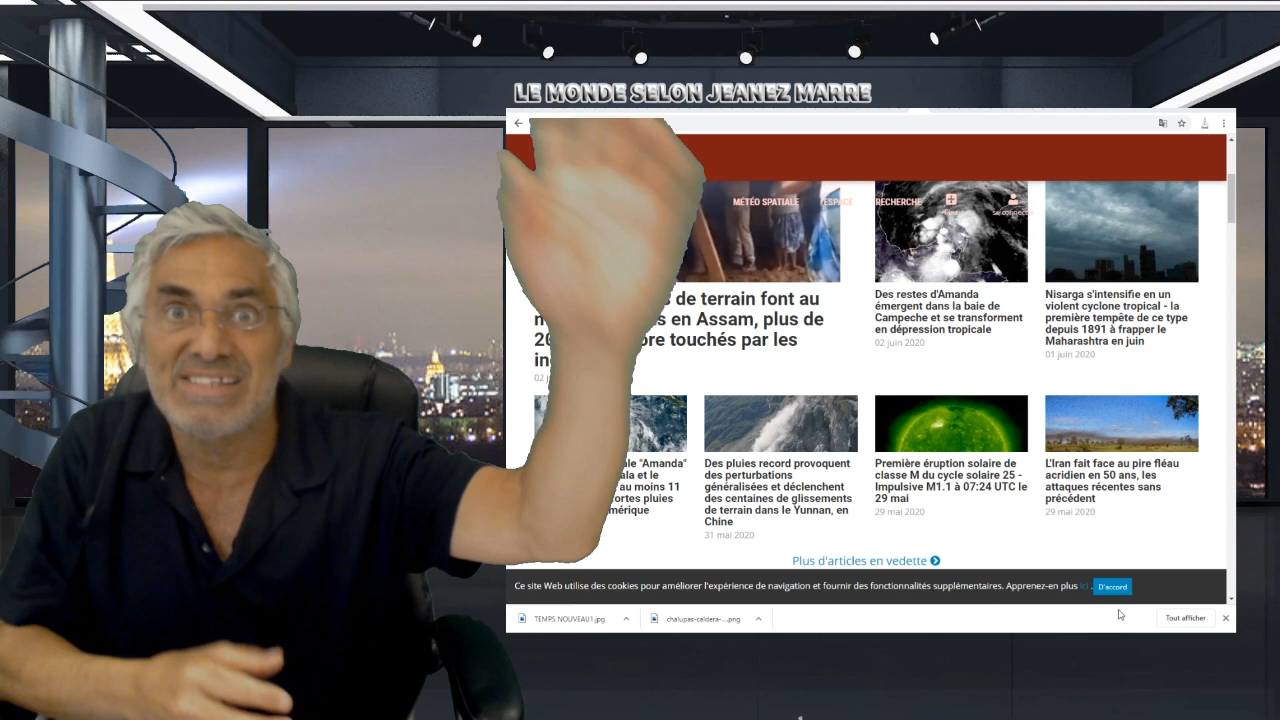 LE MONDE SELON JEANEZ MARRE
MÉTÉO SPATIALE ESPACE RECHERCHE
de terrain font au
s en Assam, plus de
re touchés par les
02
Des restes d'Amanda
émergent dans la baie de
Campeche et se transforment
en dépression tropicale
02 juin 2020
Nisarga s'intensifie en un
violent cyclone tropical - la
première tempête de ce type
depuis 1891 à frapper le
Maharashtra en juin
01 juin 2020
ale "Amanda"
ala et le
au moins 11
ortes pluies
mérique
Des pluies record provoquent
des perturbations
généralisées et déclenchent
des centaines de glissements
de terrain dans le Yunnan, en
Chine
31 mai 2020
Première éruption solaire de
classe M du cycle solaire 25 -
Impulsive M1.1 à 07:24 UTC le
29 mai
29 mai 2020
L'Iran fait face au pire fléau
acridien en 50 ans, les
attaques récentes sans
précédent
29 mai 2020
Plus d'articles en vedette
Ce site Web utilise des cookies pour améliorer l'expérience de navigation et fournir des fonctionnalités supplémentaires. Apprenez-en plus ici . D'accord
TEMPS NOUVEAU1.jpg chalupas-caldera-...png Tout afficher